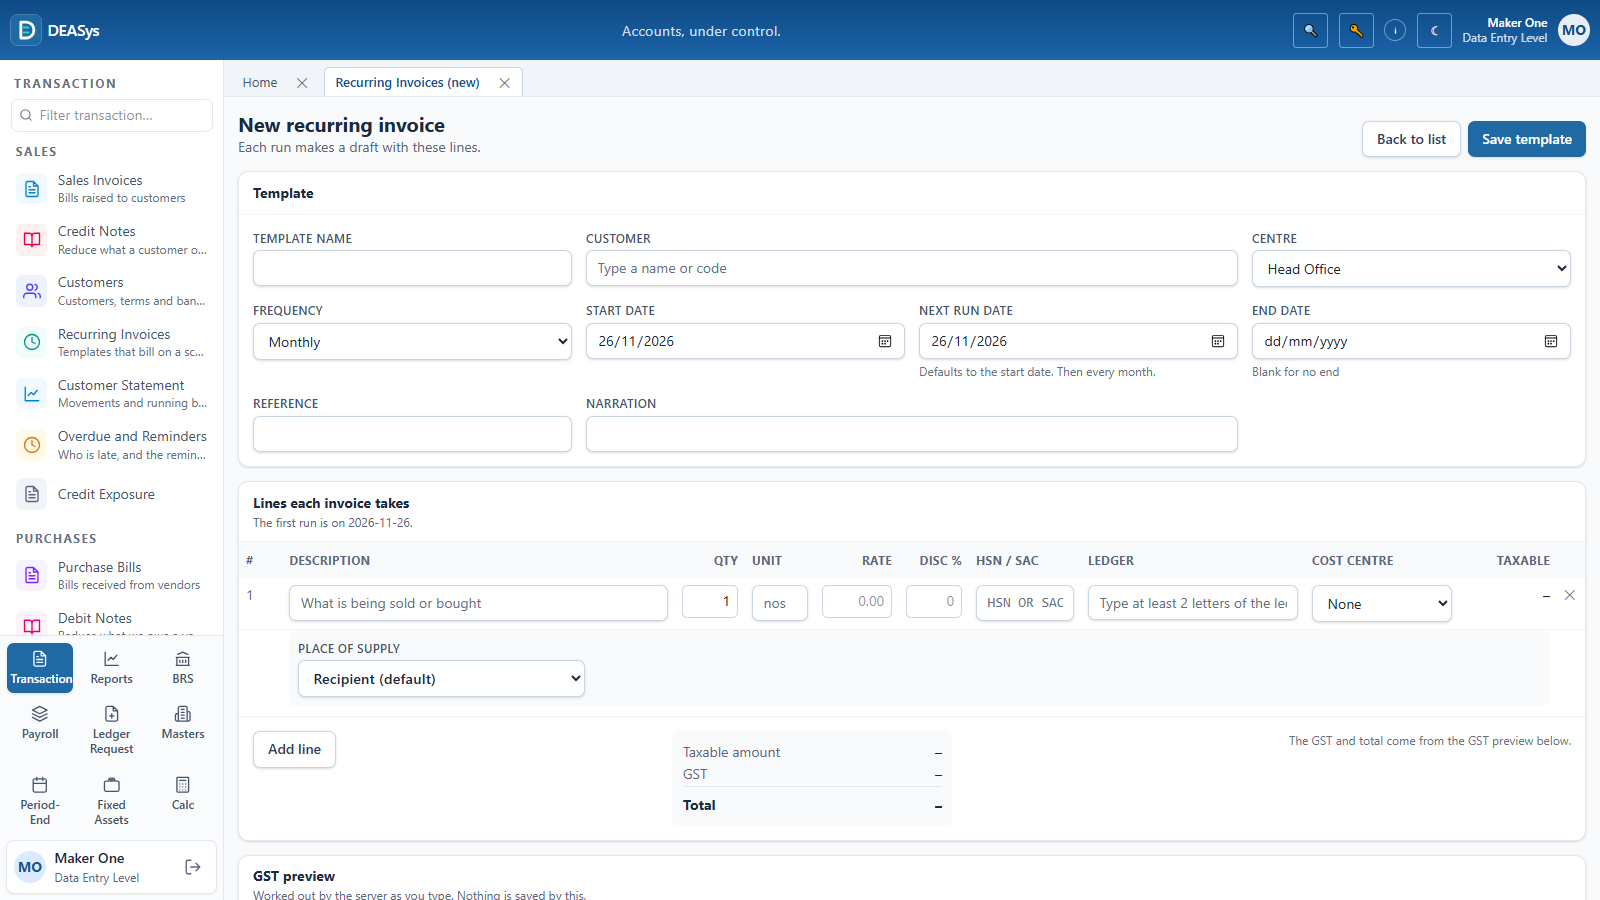 DEASys
Accounts, under control.
Maker One
Data Entry Level
MO
TRANSACTION
Filter transaction...
SALES
Sales Invoices
Bills raised to customers
Credit Notes
Reduce what a customer o...
Customers
Customers, terms and ban...
Recurring Invoices
Templates that bill on a sc...
Customer Statement
Movements and running b...
Overdue and Reminders
Who is late, and the remin...
Credit Exposure
PURCHASES
Purchase Bills
Bills received from vendors
Debit Notes
Reduce what we owe a ve...
Transaction
Reports
BRS
Payroll
Ledger Request
Masters
Period-End
Fixed Assets
Calc
MO
Maker One
Data Entry Level
Home
Recurring Invoices (new)
New recurring invoice
Each run makes a draft with these lines.
Back to list
Save template
Template
TEMPLATE NAME
CUSTOMER
CENTRE
Type a name or code
Head Office
FREQUENCY
START DATE
NEXT RUN DATE
END DATE
Monthly
26/11/2026
26/11/2026
dd/mm/yyyy
Defaults to the start date. Then every month.
Blank for no end
REFERENCE
NARRATION
Lines each invoice takes
The first run is on 2026-11-26.
# DESCRIPTION QTY UNIT RATE DISC % HSN / SAC LEDGER COST CENTRE TAXABLE
1 What is being sold or bought 1 nos 0.00 0 HSN OR SAC Type at least 2 letters of the le None –
PLACE OF SUPPLY
Recipient (default)
Add line
Taxable amount –
GST –
Total –
The GST and total come from the GST preview below.
GST preview
Worked out by the server as you type. Nothing is saved by this.